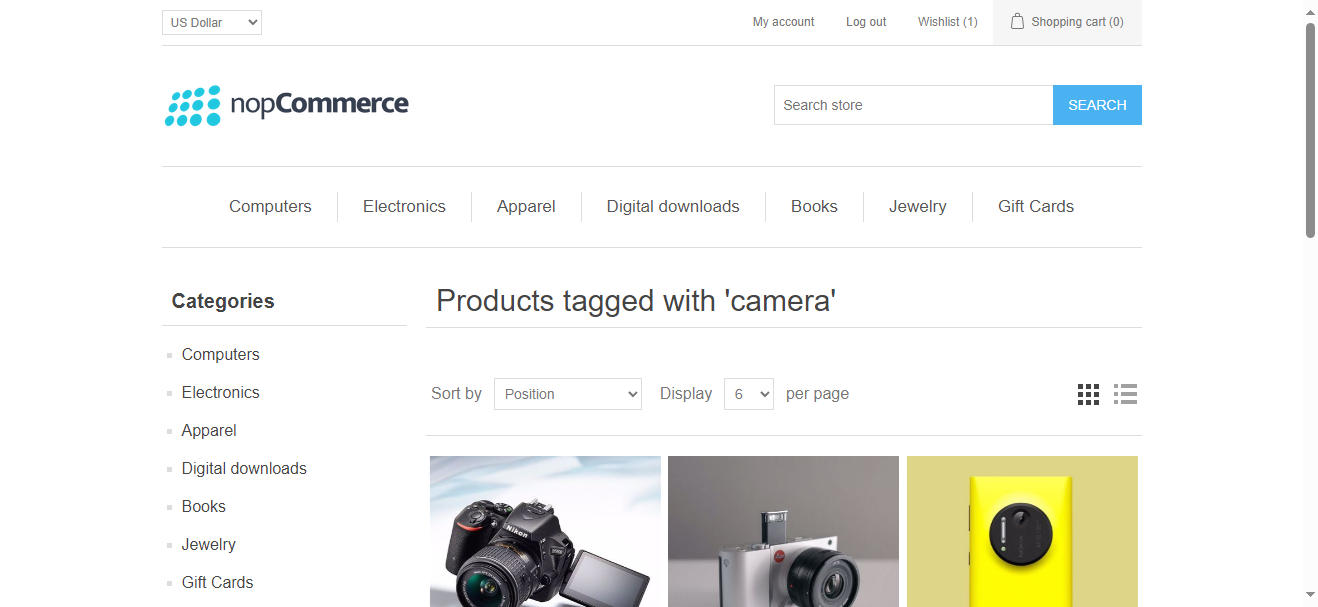 US Dollar
My account
Log out
Wishlist (1)
Shopping cart (0)
nopCommerce
Search store
SEARCH
Computers
Electronics
Apparel
Digital downloads
Books
Jewelry
Gift Cards
Categories
Computers
Electronics
Apparel
Digital downloads
Books
Jewelry
Gift Cards
Products tagged with 'camera'
Sort by
Position
Display
6
per page
Nikon